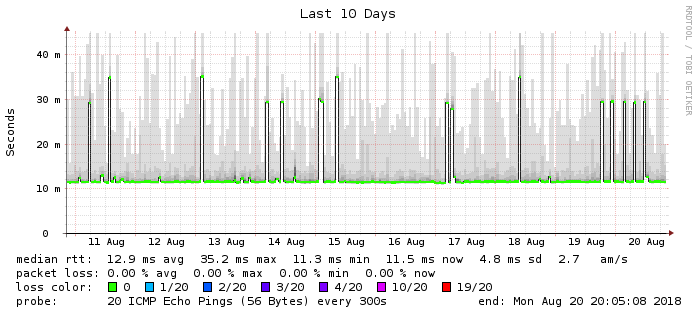 Last 10 Days
RRDTOOL / TOBI OETIKER
Seconds
40 m
30 m
20 m
10 m
0
11 Aug 12 Aug 13 Aug 14 Aug 15 Aug 16 Aug 17 Aug 18 Aug 19 Aug 20 Aug
median rtt: 12.9 ms avg 35.2 ms max 11.3 ms min 11.5 ms now 4.8 ms sd 2.7 am/s
packet loss: 0.00 % avg 0.00 % max 0.00 % min 0.00 % now
loss color: 0 1/20 2/20 3/20 4/20 10/20 19/20
probe: 20 ICMP Echo Pings (56 Bytes) every 300s end: Mon Aug 20 20:05:08 2018